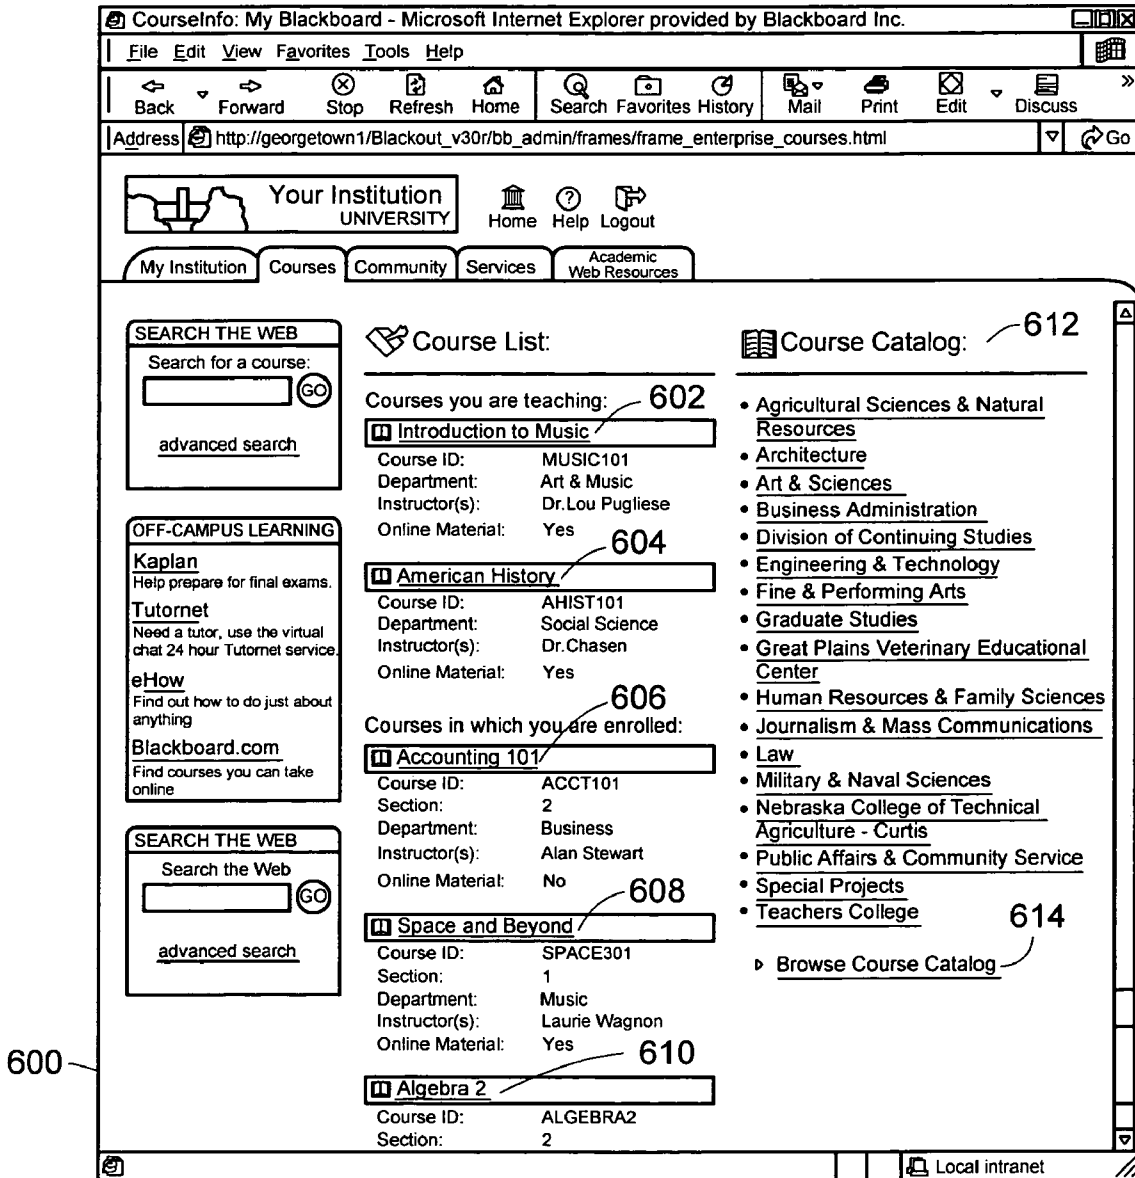 CourseInfo: My Blackboard - Microsoft Internet Explorer provided by Blackboard Inc.
File Edit View Favorites Tools Help
Back Forward Stop Refresh Home Search Favorites History Mail Print Edit Discuss »
Address http://georgetown1/Blackout_v30r/bb_admin/frames/frame_enterprise_courses.html Go
Your Institution
UNIVERSITY
Home Help Logout
My Institution Courses Community Services Academic
Web Resources
SEARCH THE WEB
Search for a course:
GO
advanced search
OFF-CAMPUS LEARNING
Kaplan
Help prepare for final exams.
Tutornet
Need a tutor, use the virtual
chat 24 hour Tutornet service.
eHow
Find out how to do just about
anything
Blackboard.com
Find courses you can take
online
SEARCH THE WEB
Search the Web
GO
advanced search
600
Course List:
Courses you are teaching: 602
Introduction to Music
Course ID: MUSIC101
Department: Art & Music
Instructor(s): Dr.Lou Pugliese
Online Material: Yes
604
American History
Course ID: AHIST101
Department: Social Science
Instructor(s): Dr.Chasen
Online Material: Yes
606
Courses in which you are enrolled:
Accounting 101
Course ID: ACCT101
Section: 2
Department: Business
Instructor(s): Alan Stewart
Online Material: No
608
Space and Beyond
Course ID: SPACE301
Section: 1
Department: Music
Instructor(s): Laurie Wagnon
Online Material: Yes
610
Algebra 2
Course ID: ALGEBRA2
Section: 2
Course Catalog: 612
• Agricultural Sciences & Natural
Resources
• Architecture
• Art & Sciences
• Business Administration
• Division of Continuing Studies
• Engineering & Technology
• Fine & Performing Arts
• Graduate Studies
• Great Plains Veterinary Educational
Center
• Human Resources & Family Sciences
• Journalism & Mass Communications
• Law
• Military & Naval Sciences
• Nebraska College of Technical
Agriculture - Curtis
• Public Affairs & Community Service
• Special Projects
• Teachers College
614
Browse Course Catalog
Local intranet